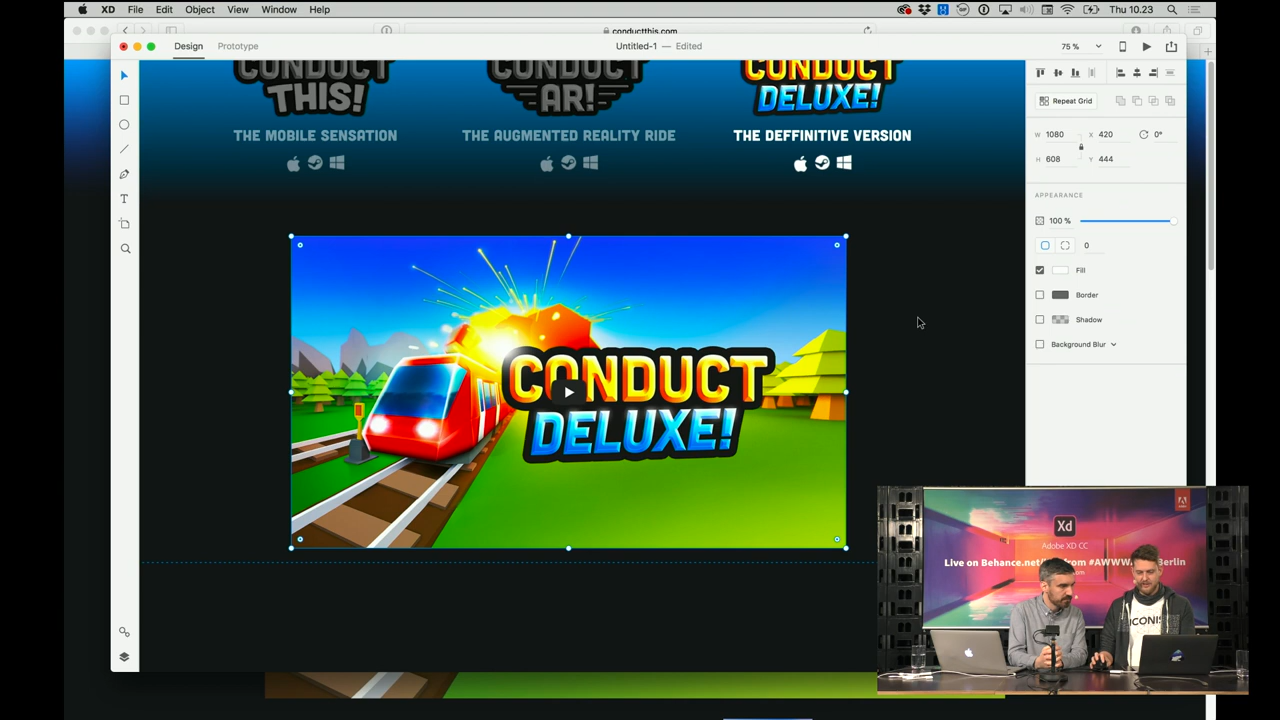 XD File Edit Object View Window Help
Thu 10.23
conductthis.com
Design Prototype
Untitled-1 — Edited
75 %
CONDUCT
THIS!
CONDUCT
AR!
CONDUCT
DELUXE!
THE MOBILE SENSATION
THE AUGMENTED REALITY RIDE
THE DEFFINITIVE VERSION
CONDUCT
DELUXE!
Repeat Grid
W 1080 X 420 0°
H 608 Y 444
APPEARANCE
100 %
0
Fill
Border
Shadow
Background Blur
Xd
Adobe XD CC
Live on Behance.net